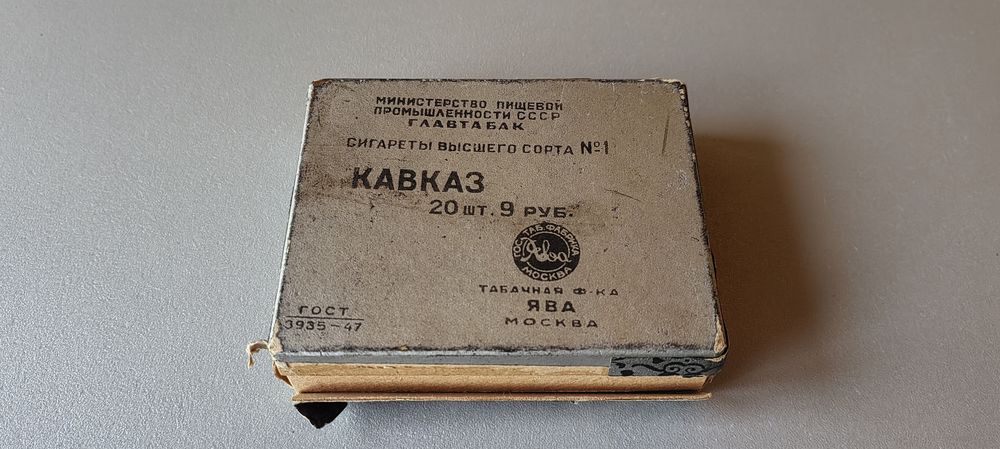 МИНИСТЕРСТВО ПИЩЕВОЙ
ПРОМЫШЛЕННОСТИ СССР
ГЛАВТАБАК
СИГАРЕТЫ ВЫСШЕГО СОРТА №1
КАВКАЗ
20 ШТ. 9 РУБ.
ГОС. ТАБ. ФАБРИКА
Ява
МОСКВА
ТАБАЧНАЯ Ф-КА
ЯВА
МОСКВА
ГОСТ
3935-47